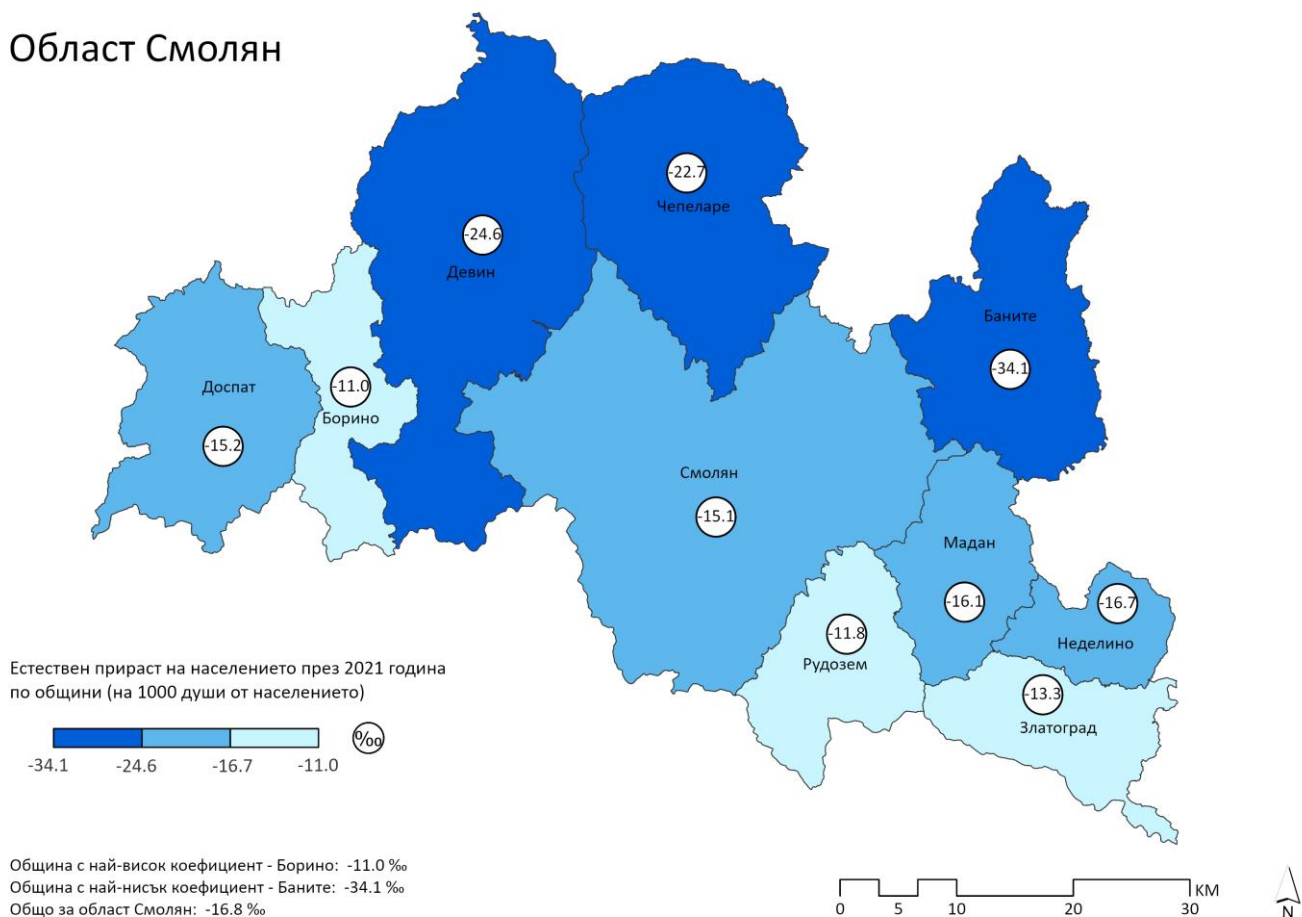 Област Смолян
-22.7
Чепеларе
-24.6
Девин
Баните
-34.1
Доспат
-15.2
-11.0
Борино
Смолян
-15.1
Мадан
-16.1
-16.7
Неделино
-11.8
Рудозем
-13.3
Златоград
Естествен прираст на населението през 2021 година
по общини (на 1000 души от населението)
‰
-34.1 -24.6 -16.7 -11.0
Община с най-висок коефициент - Борино: -11.0 ‰
Община с най-нисък коефициент - Баните: -34.1 ‰
Общо за област Смолян: -16.8 ‰
КМ
0 5 10 20 30
N